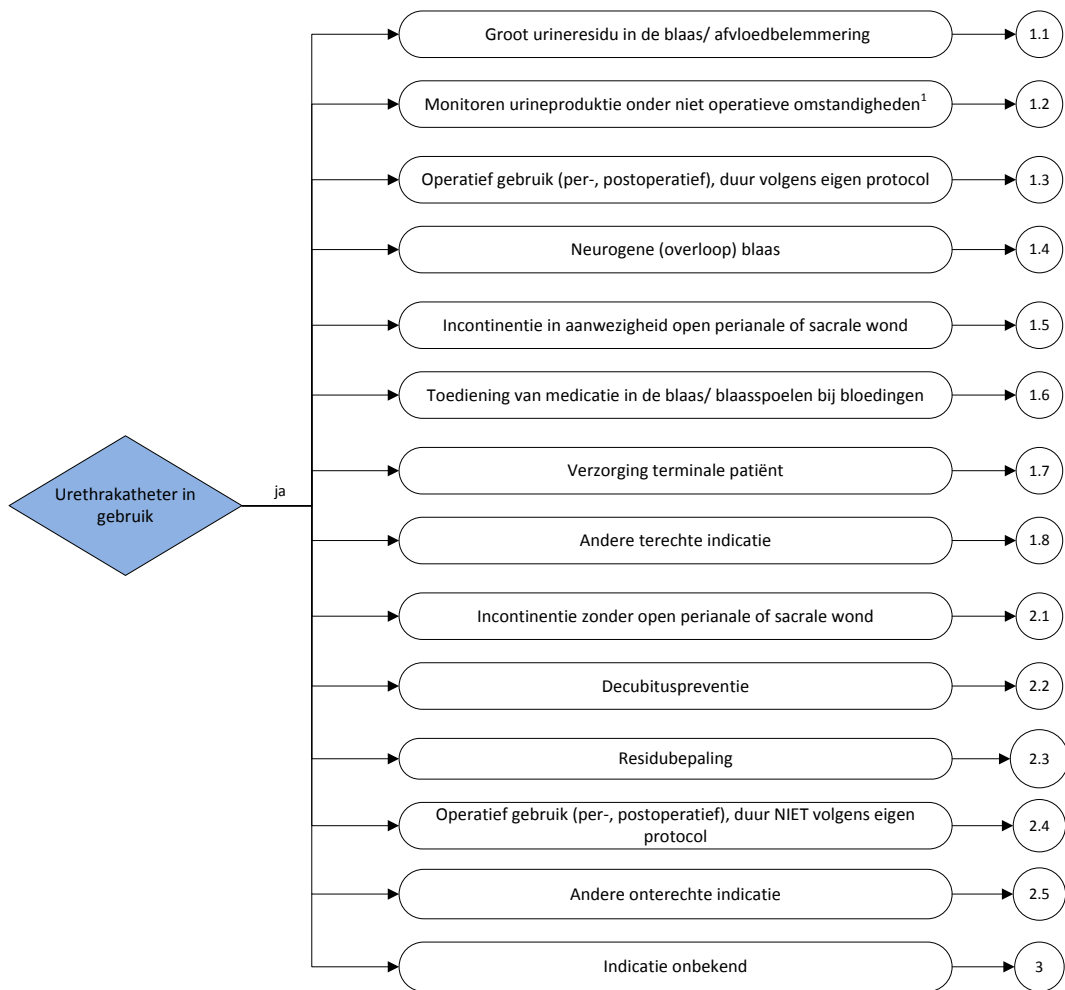 Groot urineresidu in de blaas/ afvloedbelemmering
1.1
Monitoren urineproduktie onder niet operatieve omstandigheden¹
1.2
Operatief gebruik (per-, postoperatief), duur volgens eigen protocol
1.3
Neurogene (overloop) blaas
1.4
Incontinentie in aanwezigheid open perianale of sacrale wond
1.5
Toediening van medicatie in de blaas/ blaasspoelen bij bloedingen
1.6
Verzorging terminale patiënt
1.7
Urethrakatheter in
gebruik
ja
Andere terechte indicatie
1.8
Incontinentie zonder open perianale of sacrale wond
2.1
Decubituspreventie
2.2
Residubepaling
2.3
Operatief gebruik (per-, postoperatief), duur NIET volgens eigen
protocol
2.4
Andere onterechte indicatie
2.5
Indicatie onbekend
3